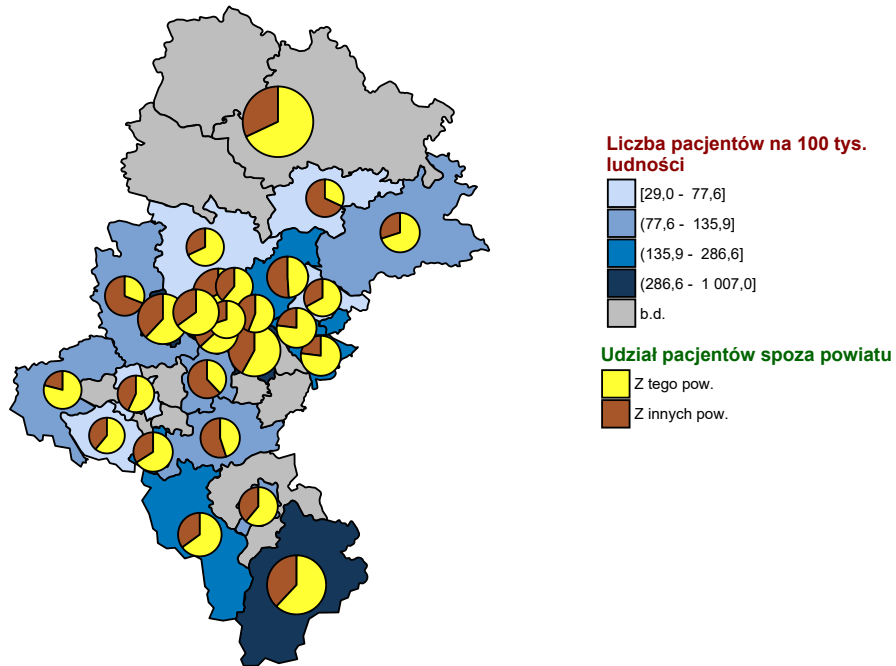 Liczba pacjentów na 100 tys.
ludności
[29,0 - 77,6]
(77,6 - 135,9]
(135,9 - 286,6]
(286,6 - 1 007,0]
b.d.
Udział pacjentów spoza powiatu
Z tego pow.
Z innych pow.